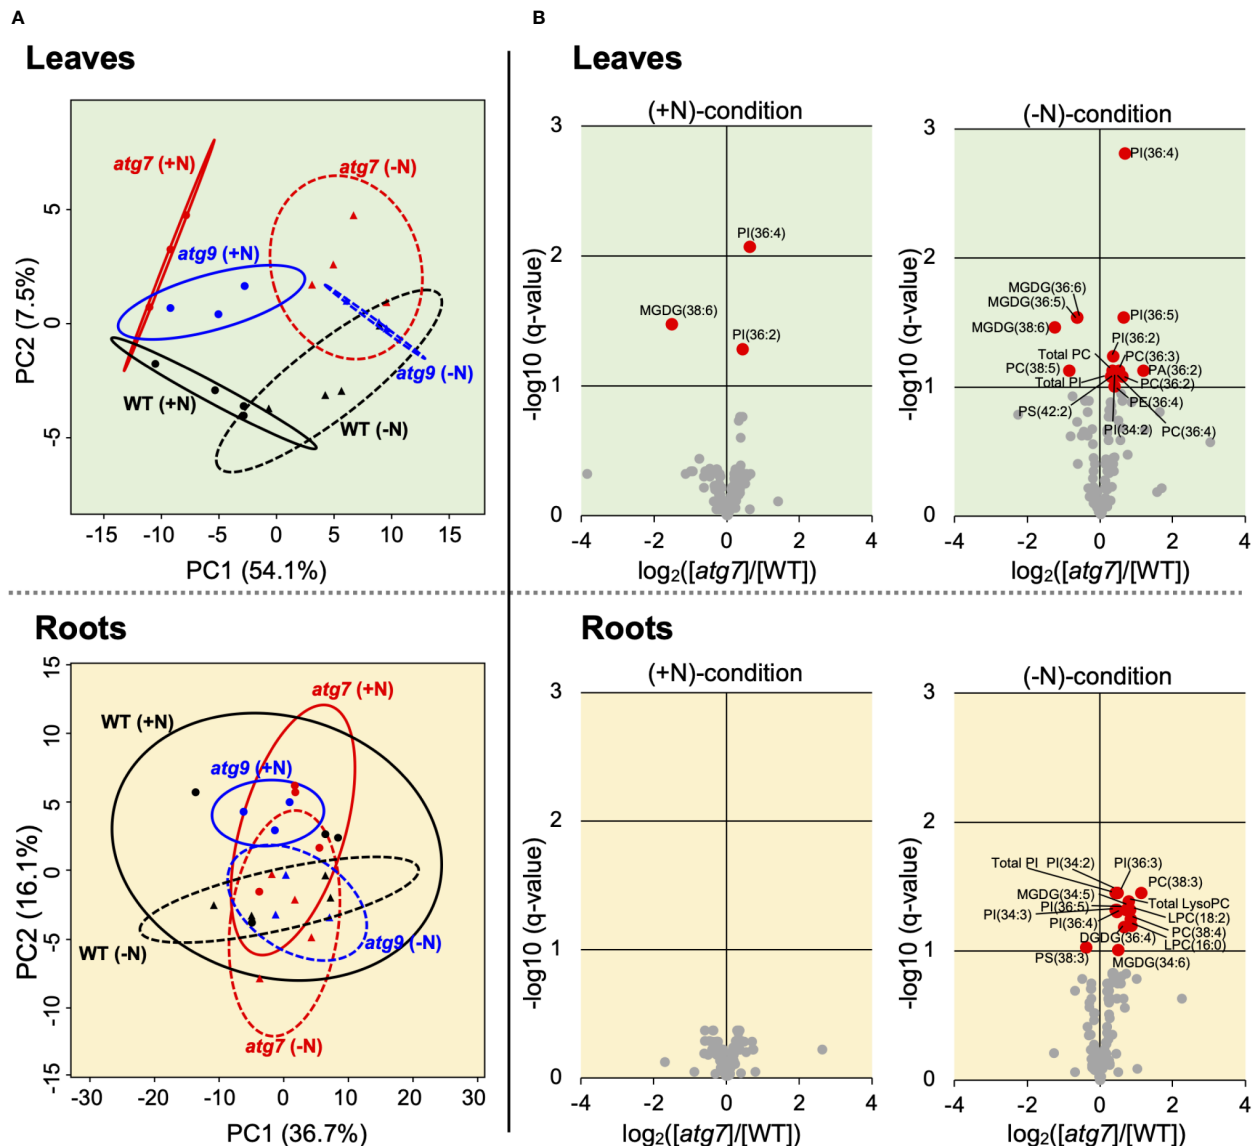 A
B
Leaves
Leaves
atg7 (+N)
atg7 (-N)
atg9 (+N)
atg9 (-N)
WT (+N)
WT (-N)
5
0
-5
-15
-10
-5
0
5
10
15
PC2 (7.5%)
PC1 (54.1%)
(+N)-condition
3
2
1
0
-4
-2
0
2
4
PI(36:4)
MGDG(38:6)
PI(36:2)
-log10 (q-value)
log2([atg7]/[WT])
(-N)-condition
3
2
1
0
-4
-2
0
2
4
PI(36:4)
MGDG(36:6)
MGDG(36:5)
MGDG(38:6)
PI(36:5)
PI(36:2)
Total PC
PC(36:3)
PC(38:5)
PA(36:2)
Total PI
PC(36:2)
PE(36:4)
PS(42:2)
PI(34:2)
PC(36:4)
-log10 (q-value)
log2([atg7]/[WT])
Roots
Roots
WT (+N)
atg7 (+N)
atg9 (+N)
atg9 (-N)
WT (-N)
atg7 (-N)
15
10
5
0
-5
-10
-15
-30
-20
-10
0
10
20
30
PC2 (16.1%)
PC1 (36.7%)
(+N)-condition
3
2
1
0
-4
-2
0
2
4
-log10 (q-value)
log2([atg7]/[WT])
(-N)-condition
3
2
1
0
-4
-2
0
2
4
Total PI
PI(34:2)
PI(36:3)
PC(38:3)
MGDG(34:5)
Total LysoPC
PI(36:5)
PI(34:3)
LPC(18:2)
PI(36:4)
PC(38:4)
DGDG(36:4)
LPC(16:0)
PS(38:3)
MGDG(34:6)
-log10 (q-value)
log2([atg7]/[WT])